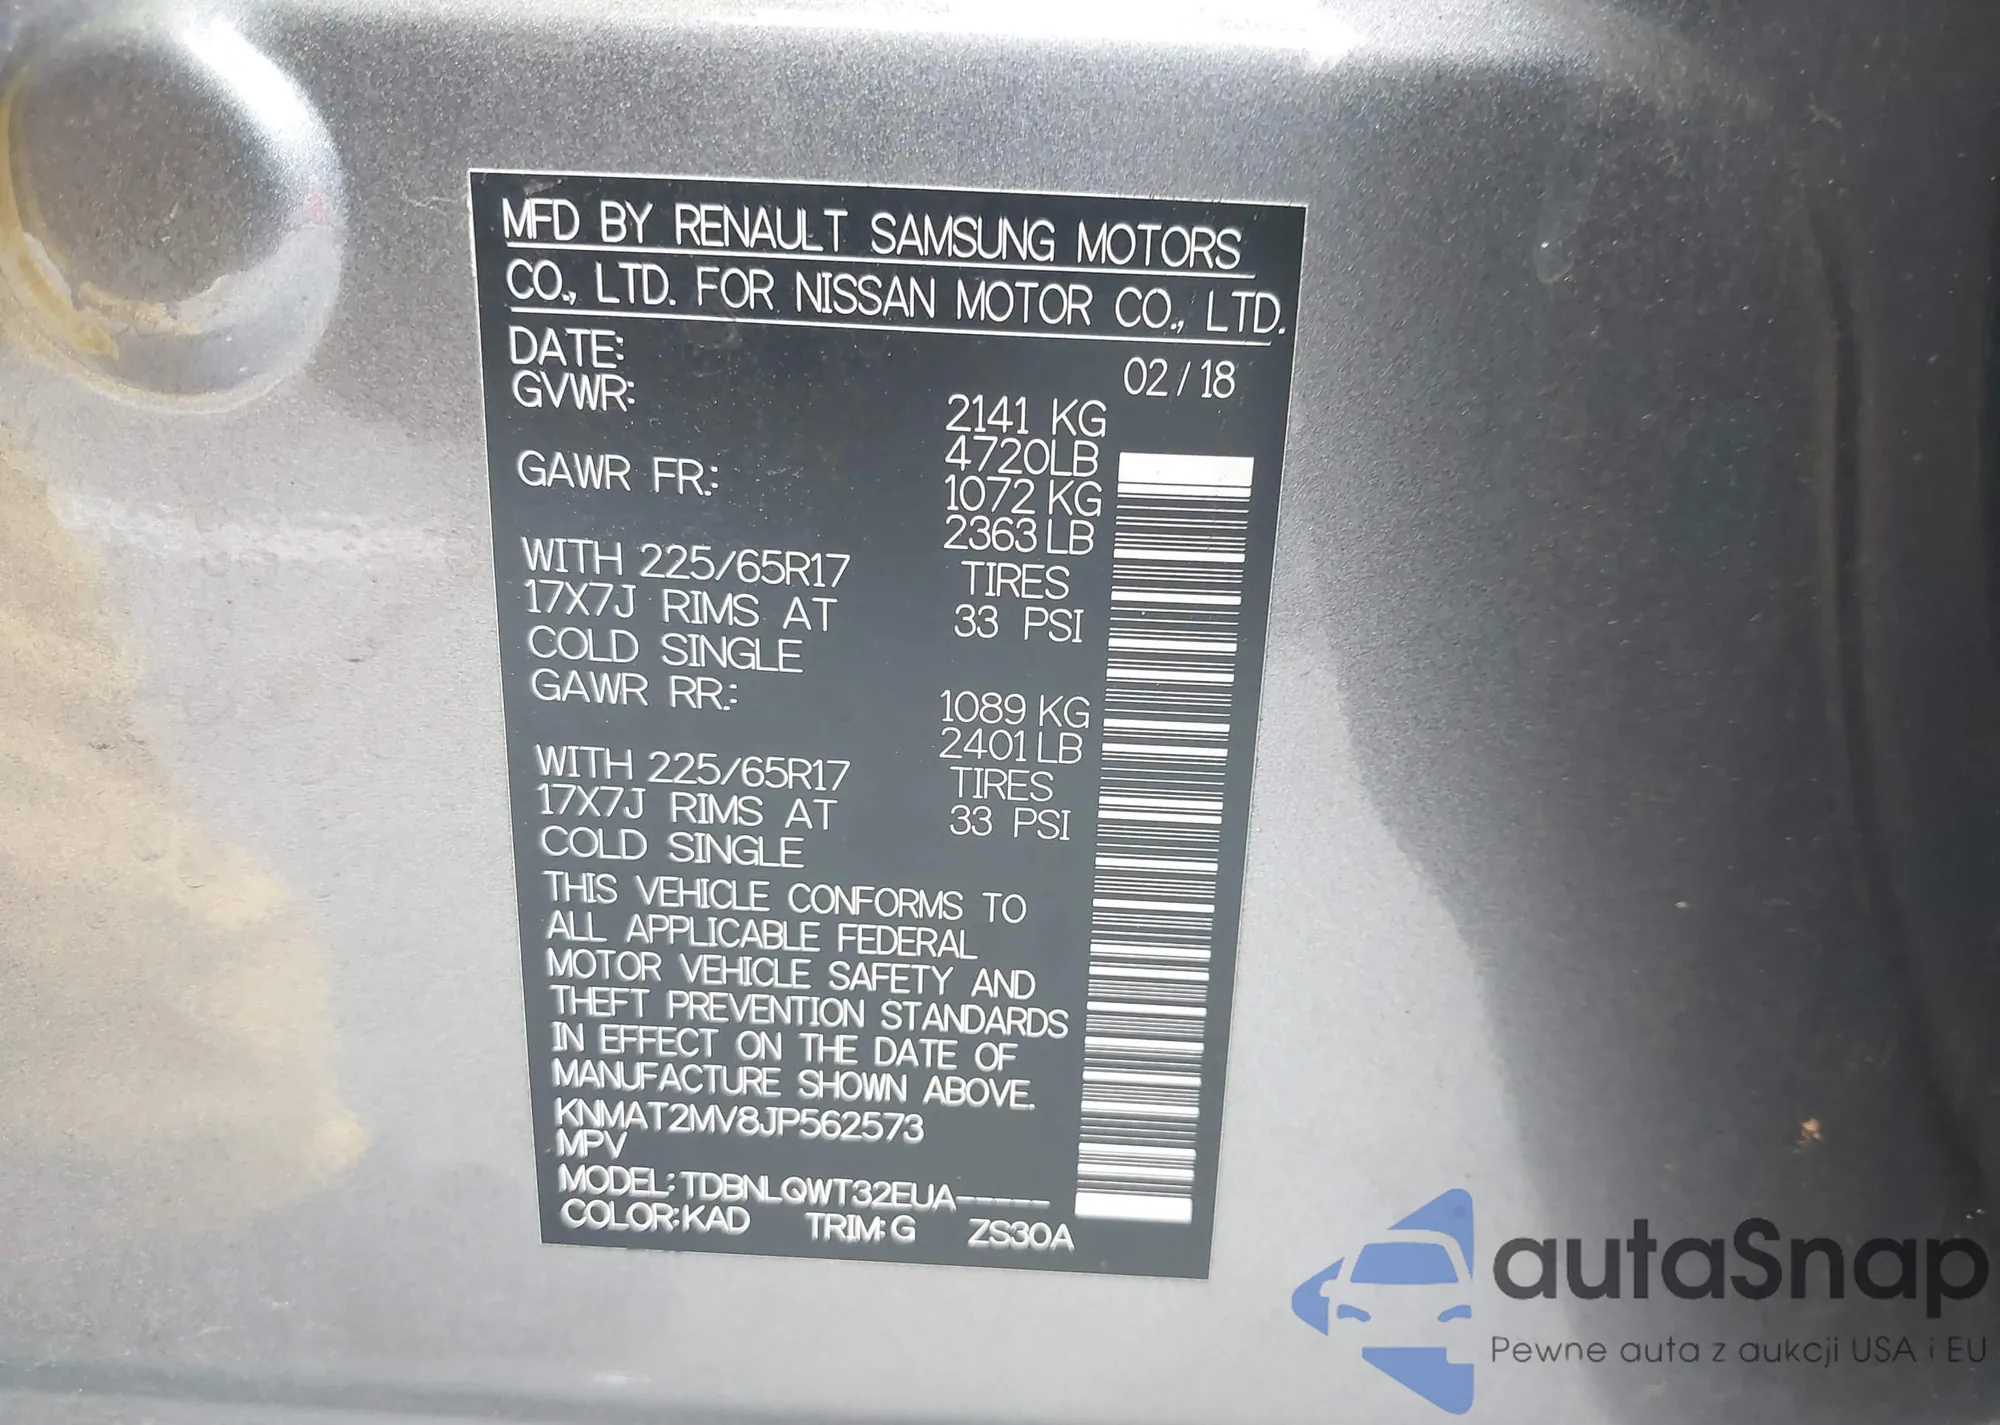 MFD BY RENAULT SAMSUNG MOTORS
CO., LTD. FOR NISSAN MOTOR CO., LTD.
DATE: 02 / 18
GVWR: 2141 KG
4720LB
GAWR FR.: 1072 KG
2363 LB
WITH 225/65R17 TIRES
17X7J RIMS AT 33 PSI
COLD SINGLE
GAWR RR.: 1089 KG
2401 LB
WITH 225/65R17 TIRES
17X7J RIMS AT 33 PSI
COLD SINGLE
THIS VEHICLE CONFORMS TO
ALL APPLICABLE FEDERAL
MOTOR VEHICLE SAFETY AND
THEFT PREVENTION STANDARDS
IN EFFECT ON THE DATE OF
MANUFACTURE SHOWN ABOVE.
KNMAT2MV8JP562573
MPV
MODEL: TDBNLQWT32EUA-----
COLOR:KAD TRIM:G ZS30A
autaSnap
Pewne auta z aukcji USA i EU